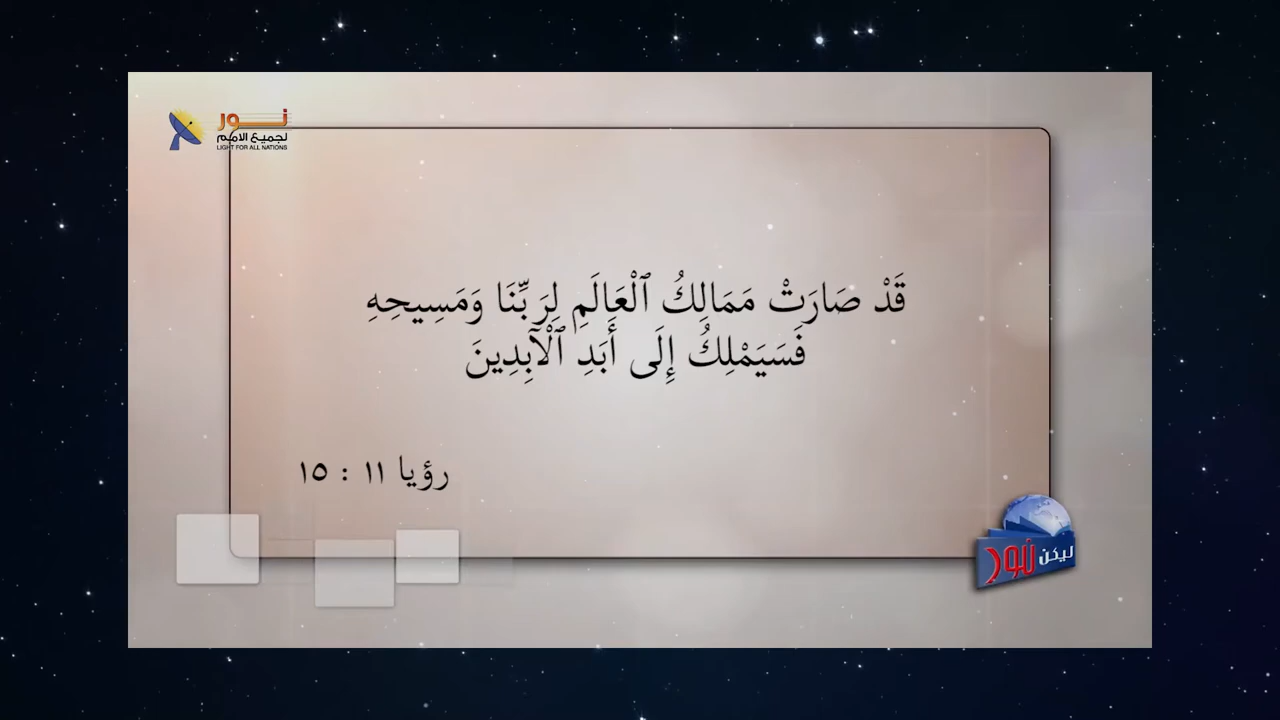 نور
لجميع الامم
LIGHT FOR ALL NATIONS
قَدْ صَارَتْ مَمَالِكُ ٱلْعَالَمِ لِرَبِّنَا وَمَسِيحِهِ
فَسَيَمْلِكُ إِلَى أَبَدِ ٱلْآبِدِينَ
رؤيا ١١ : ١٥
ليكن نور